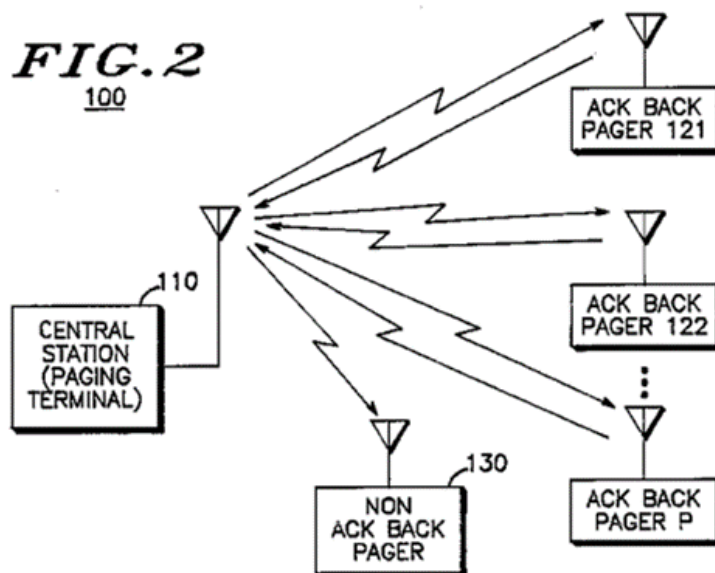 FIG. 2
100
ACK BACK
PAGER 121
110
CENTRAL
STATION
(PAGING
TERMINAL)
ACK BACK
PAGER 122
130
NON
ACK BACK
PAGER
ACK BACK
PAGER P